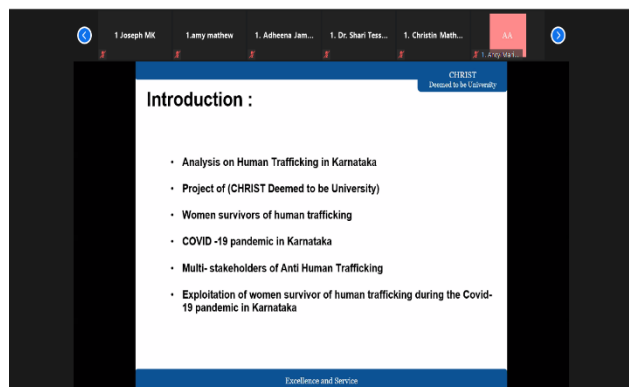 1 Joseph MK
1.amy mathew
1. Adheena Jam...
1. Dr. Shari Tess...
1. Christin Math...
AA
1. Ancy Mari...
CHRIST
Deemed to be University
Introduction :
• Analysis on Human Trafficking in Karnataka
• Project of (CHRIST Deemed to be University)
• Women survivors of human trafficking
• COVID -19 pandemic in Karnataka
• Multi- stakeholders of Anti Human Trafficking
• Exploitation of women survivor of human trafficking during the Covid-
19 pandemic in Karnataka
Excellence and Service